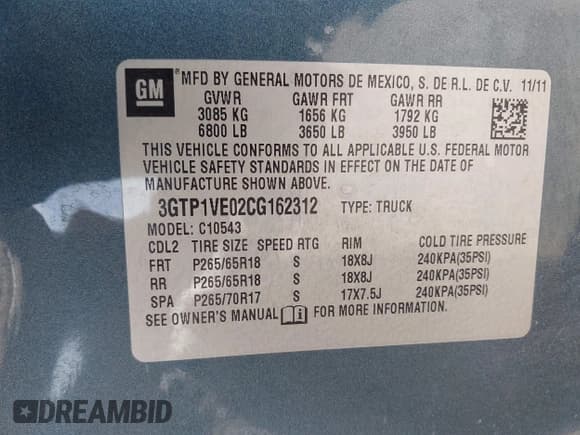 GM ® MFD BY GENERAL MOTORS DE MEXICO, S. DE R.L. DE C.V. 11/11
GVWR GAWR FRT GAWR RR
3085 KG 1656 KG 1792 KG
6800 LB 3650 LB 3950 LB
THIS VEHICLE CONFORMS TO ALL APPLICABLE U.S. FEDERAL MOTOR
VEHICLE SAFETY STANDARDS IN EFFECT ON THE DATE OF
MANUFACTURE SHOWN ABOVE.
3GTP1VE02CG162312 TYPE: TRUCK
MODEL: C10543
CDL2 TIRE SIZE SPEED RTG RIM COLD TIRE PRESSURE
FRT P265/65R18 S 18X8J 240KPA(35PSI)
RR P265/65R18 S 18X8J 240KPA(35PSI)
SPA P265/70R17 S 17X7.5J 240KPA(35PSI)
SEE OWNER'S MANUAL i FOR MORE INFORMATION.
DREAMBID